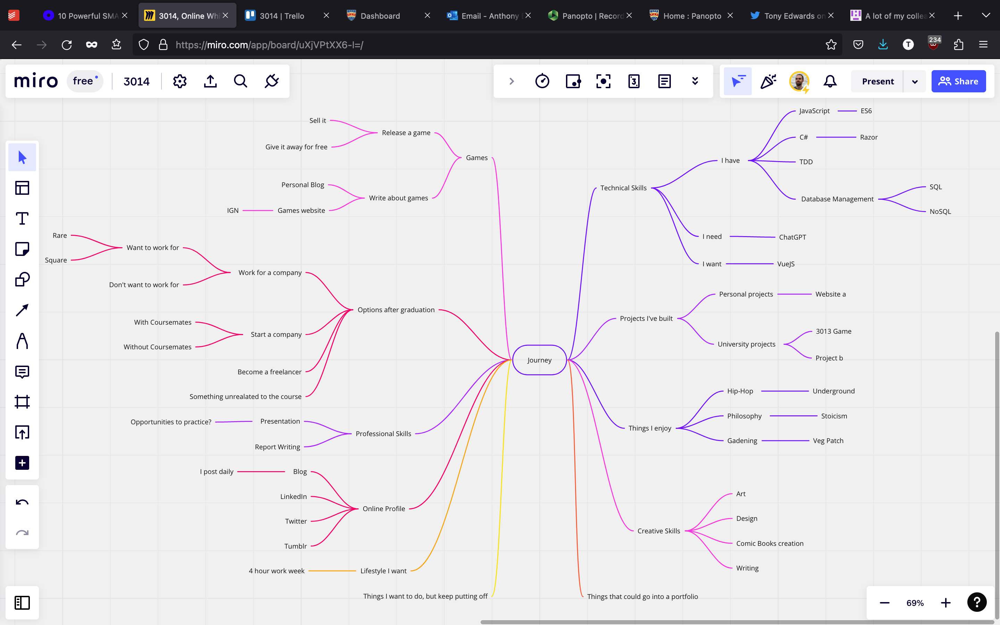 10 Powerful SMA
3014, Online Whi
3014 | Trello
Dashboard
Email - Anthony
Panopto | Record
Home : Panopto
Tony Edwards on
A lot of my collea
https://miro.com/app/board/uXjVPtXX6-I=/
T
234
miro
free
3014
3
Present
Share
Journey
Games
Release a game
Sell it
Give it away for free
Write about games
Personal Blog
Games website
IGN
Options after graduation
Work for a company
Want to work for
Rare
Square
Don't want to work for
Start a company
With Coursemates
Without Coursemates
Become a freelancer
Something unrealated to the course
Professional Skills
Presentation
Opportunities to practice?
Report Writing
Online Profile
Blog
I post daily
LinkedIn
Twitter
Tumblr
Lifestyle I want
4 hour work week
Things I want to do, but keep putting off
Technical Skills
I have
JavaScript
ES6
C#
Razor
TDD
Database Management
SQL
NoSQL
I need
ChatGPT
I want
VueJS
Projects I've built
Personal projects
Website a
University projects
3013 Game
Project b
Things I enjoy
Hip-Hop
Underground
Philosophy
Stoicism
Gadening
Veg Patch
Creative Skills
Art
Design
Comic Books creation
Writing
Things that could go into a portfolio
69%
?